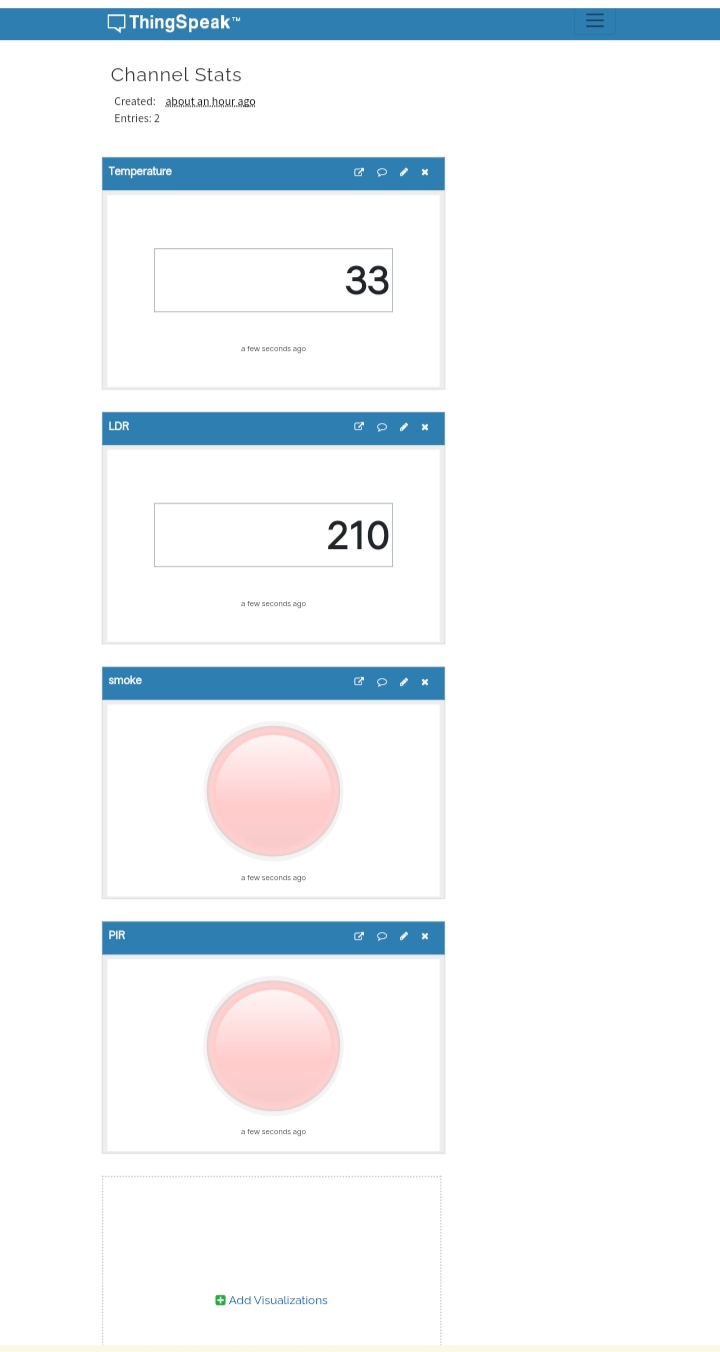 ThingSpeak™
Channel Stats
Created: about an hour ago
Entries: 2
Temperature
33
a few seconds ago
LDR
210
a few seconds ago
smoke
a few seconds ago
PIR
a few seconds ago
Add Visualizations